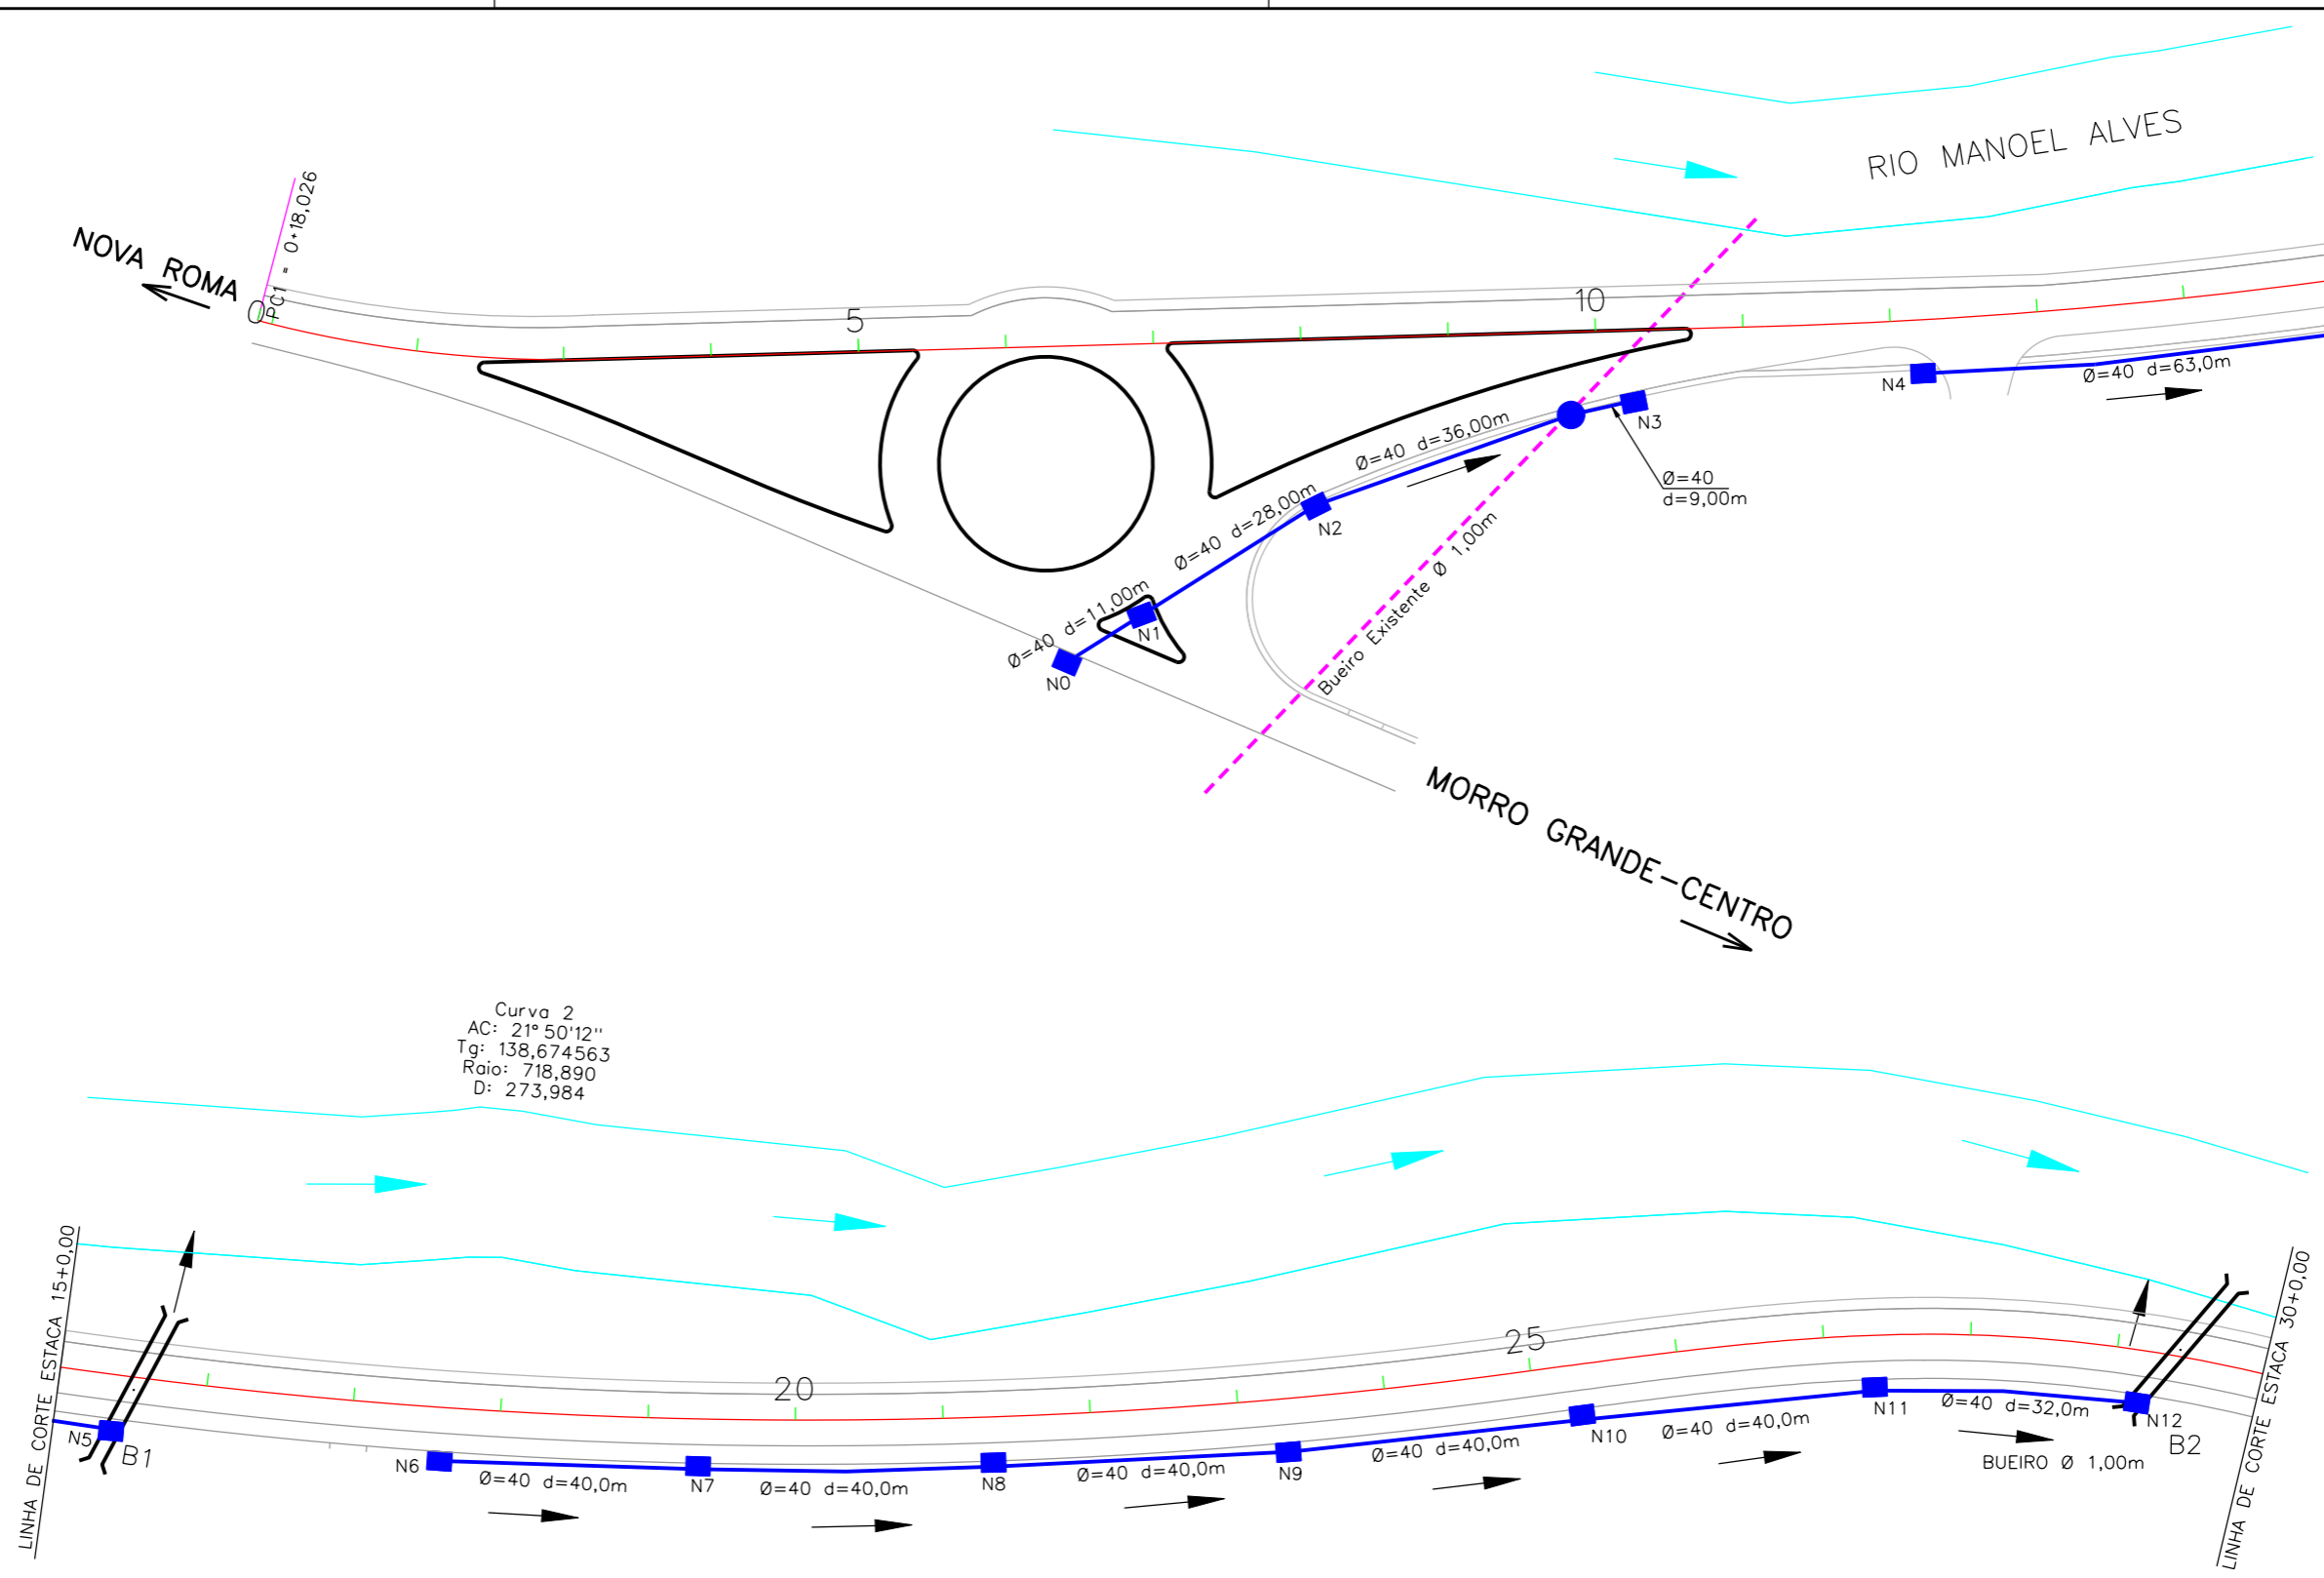 RIO MANOEL ALVES
PC1 = 0+18,026
NOVA ROMA
0
5
10
N4
Ø=40 d=63,0m
N3
Ø=40 d=36,00m
Ø=40
d=9,00m
Ø=40 d=28,00m
N2
Bueiro Existente Ø 1,00m
Ø=40 d=11,00m
N1
N0
MORRO GRANDE-CENTRO
Curva 2
AC: 21°50'12"
Tg: 138,674563
Raio: 718,890
D: 273,984
LINHA DE CORTE ESTACA 15+0,00
LINHA DE CORTE ESTACA 30+0,00
20
25
N5
B1
N6
Ø=40 d=40,0m
N7
Ø=40 d=40,0m
N8
Ø=40 d=40,0m
N9
Ø=40 d=40,0m
N10
Ø=40 d=40,0m
N11
Ø=40 d=32,0m
N12
B2
BUEIRO Ø 1,00m